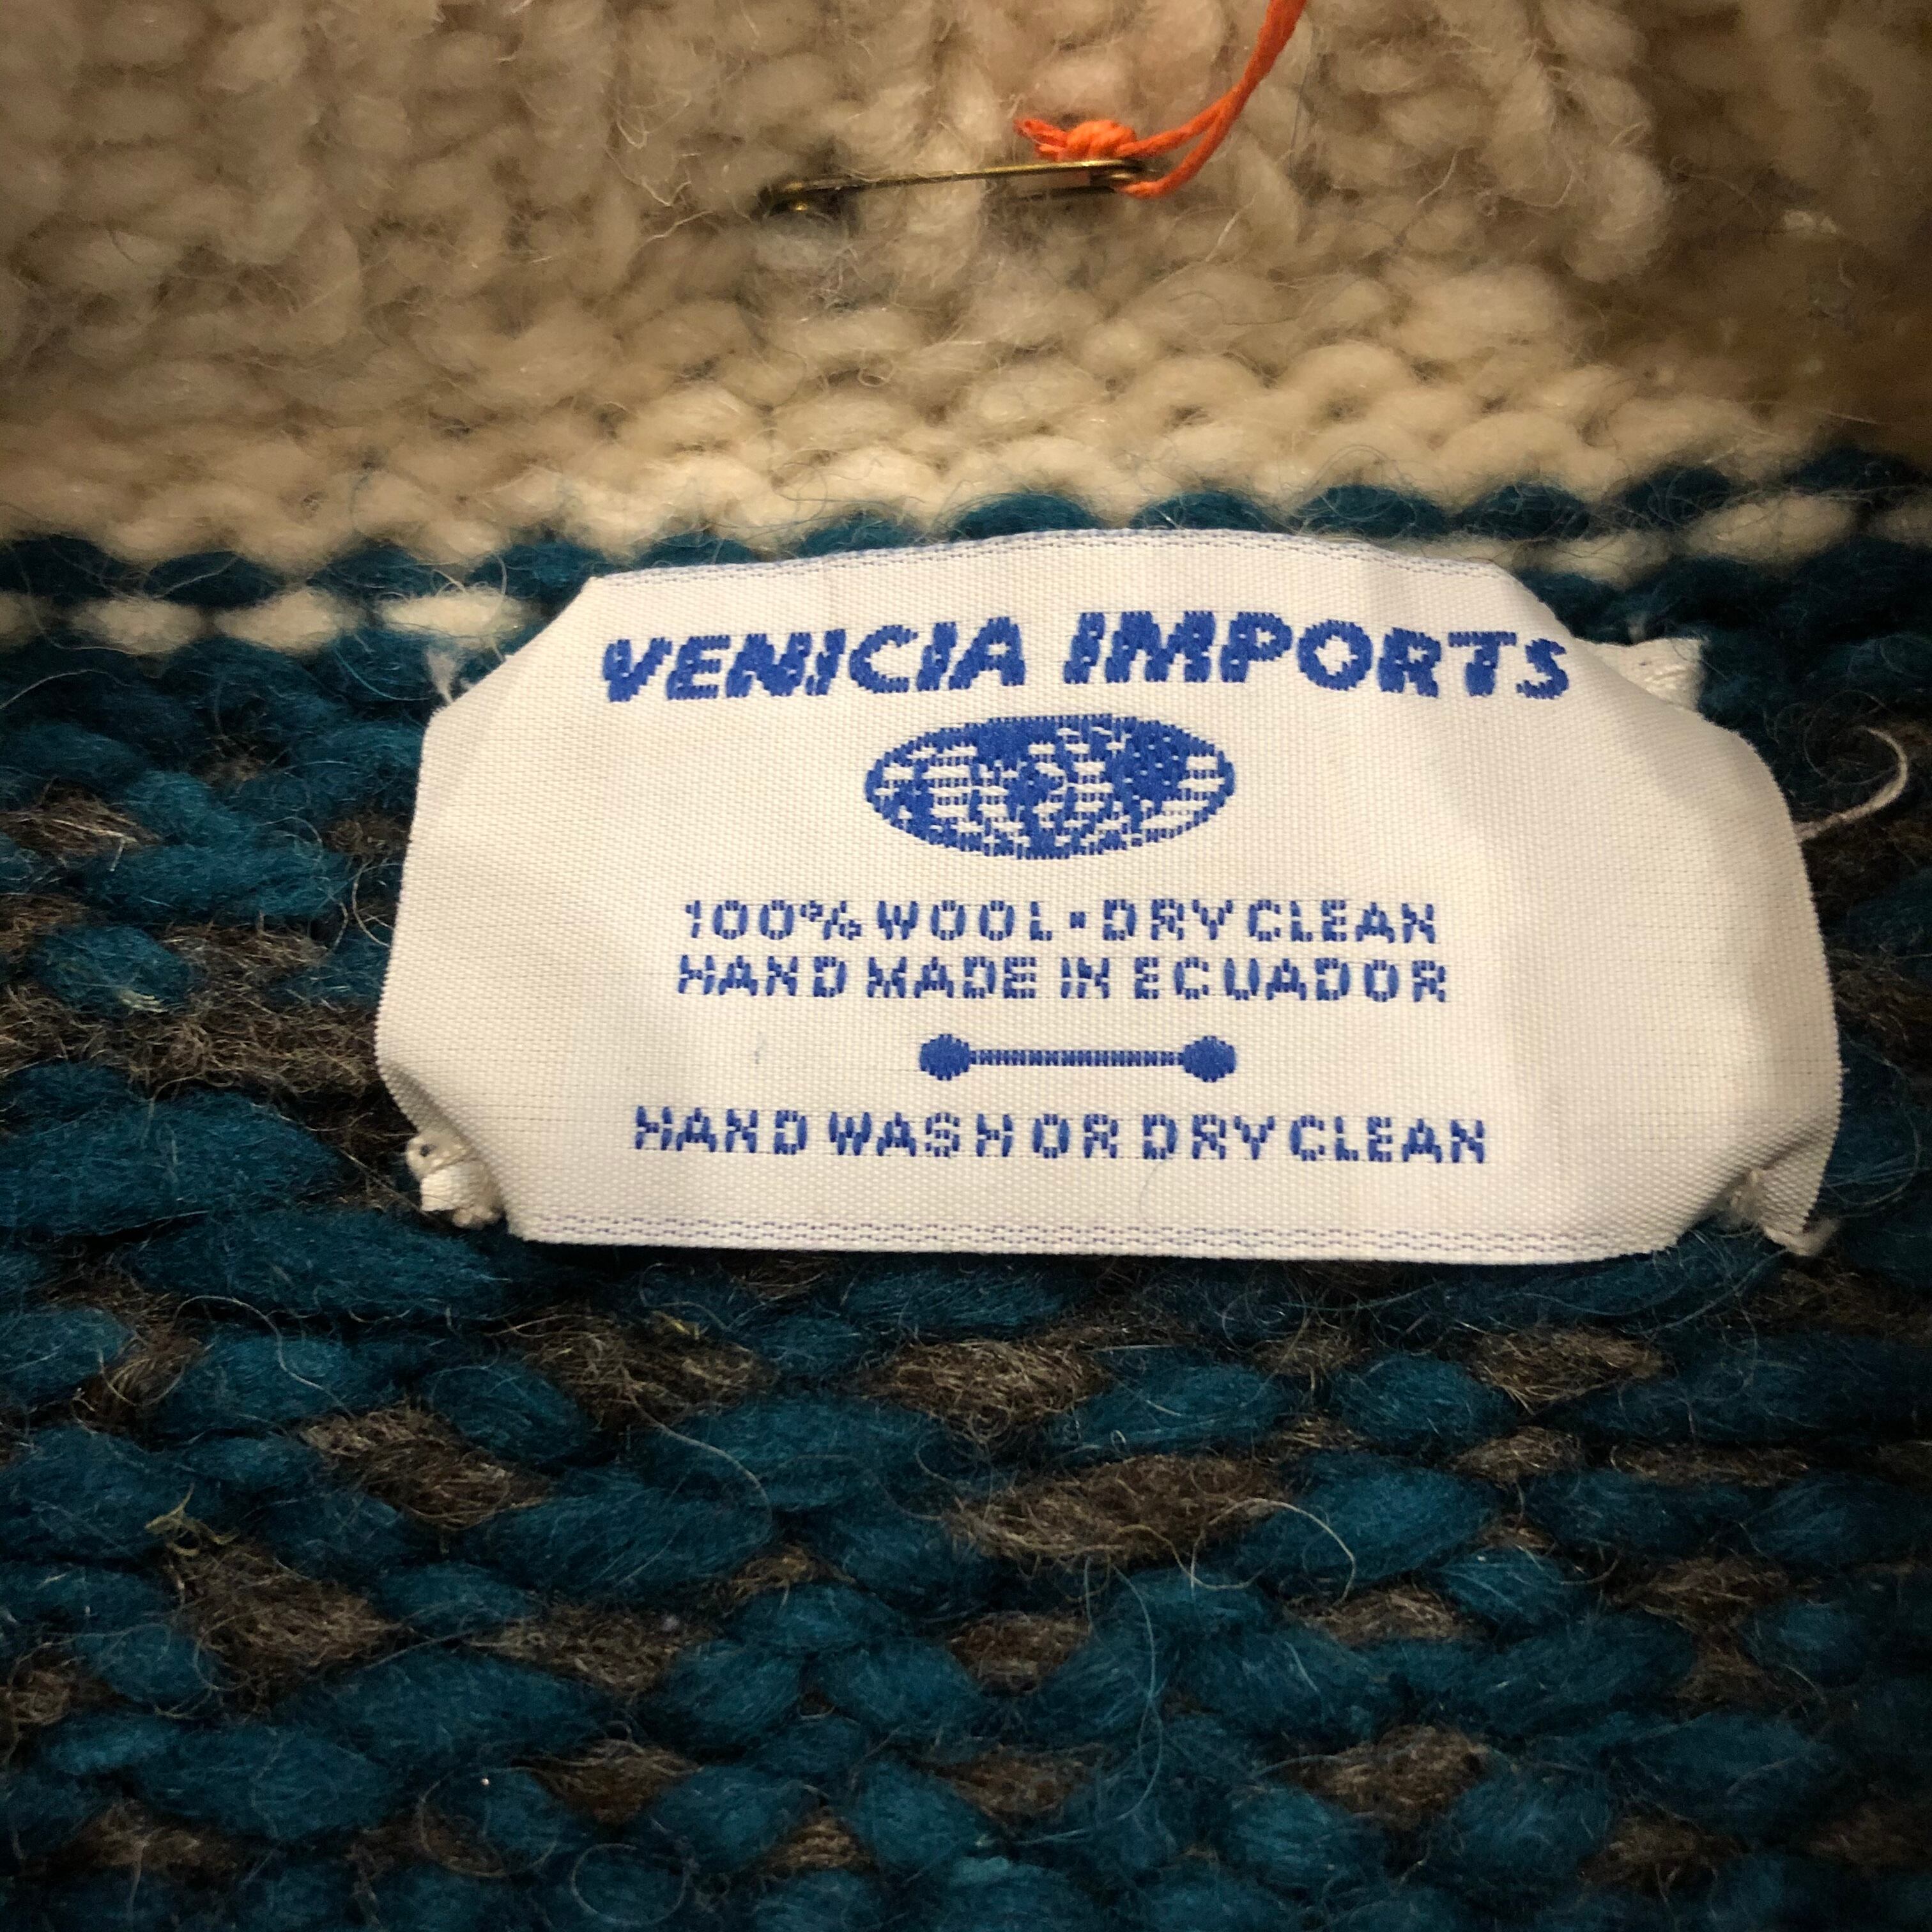 VENICIA IMPORTS
100% WOOL - DRY CLEAN
HAND MADE IN ECUADOR
HAND WASH OR DRY CLEAN